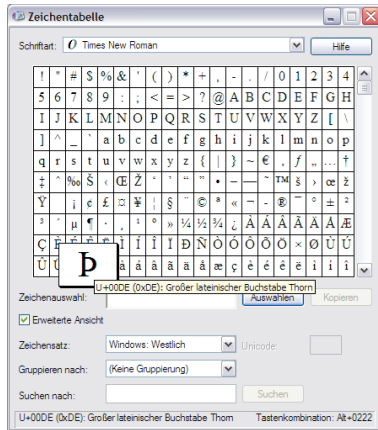 Zeichentabelle
Schriftart: O Times New Roman Hilfe
! " # $ % & ' ( ) * + , - . / 0 1 2 3 4
5 6 7 8 9 : ; < = > ? @ A B C D E F G H
I J K L M N O P Q R S T U V W X Y Z [ \
] ^ _ ` a b c d e f g h i j k l m n o p
q r s t u v w x y z { | } ~ € ‚ ƒ „ … †
‡ ˆ ‰ Š ‹ Œ Ž ‘ ’ “ ” • – — ˜ ™ š › œ ž
Ÿ ¡ ¢ £ ¤ ¥ ¦ § ¨ © ª « ¬ - ® ¯ ° ± ²
³ ´ µ ¶ · ¸ ¹ º » ¼ ½ ¾ ¿ À Á Â Ã Ä Å Æ
Ç È É Ê Ë Ì Í Î Ï Ð Ñ Ò Ó Ô Õ Ö × Ø Ù Ú
Û Ü Þ à á â ã ä å æ ç è é ê ë ì í î
U+00DE (0xDE): Großer lateinischer Buchstabe Thorn
Zeichenauswahl: Auswählen Kopieren
Erweiterte Ansicht
Zeichensatz: Windows: Westlich Unicode:
Gruppieren nach: (Keine Gruppierung)
Suchen nach: Suchen
U+00DE (0xDE): Großer lateinischer Buchstabe Thorn Tastenkombination: Alt+0222